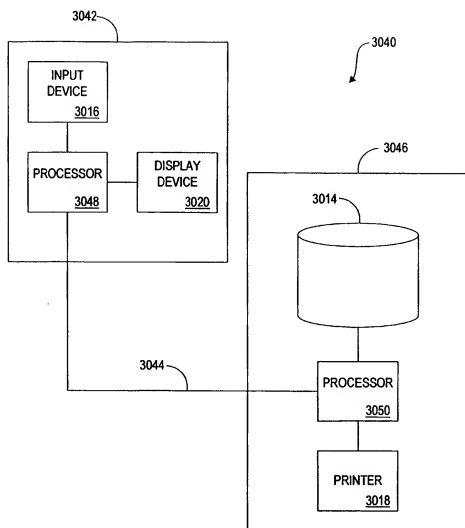 3042
3040
INPUT
DEVICE
3016
PROCESSOR
3048
DISPLAY
DEVICE
3020
3046
3014
3044
PROCESSOR
3050
PRINTER
3018